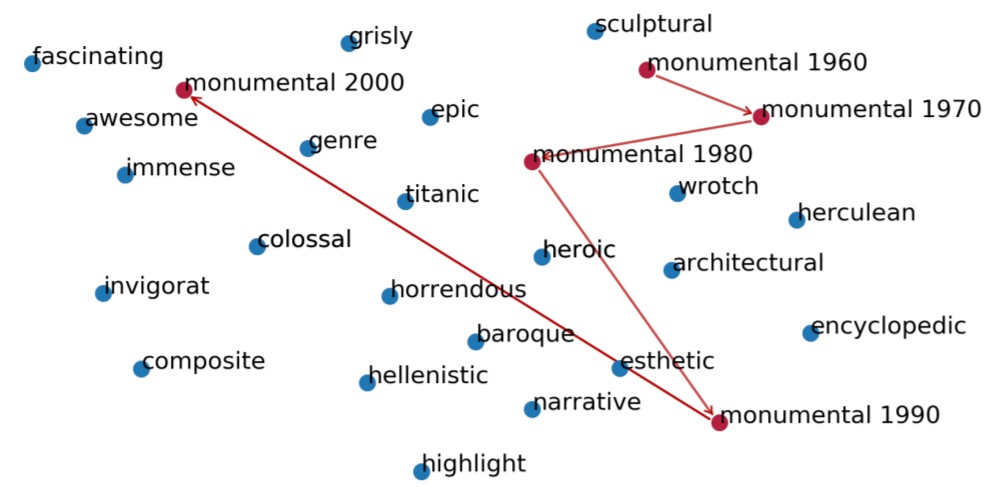 sculptural
grisly
fascinating
monumental 1960
monumental 2000
epic
monumental 1970
awesome
genre
monumental 1980
immense
wrotch
titanic
herculean
colossal
heroic
architectural
invigorat
horrendous
encyclopedic
baroque
composite
esthetic
hellenistic
narrative
monumental 1990
highlight